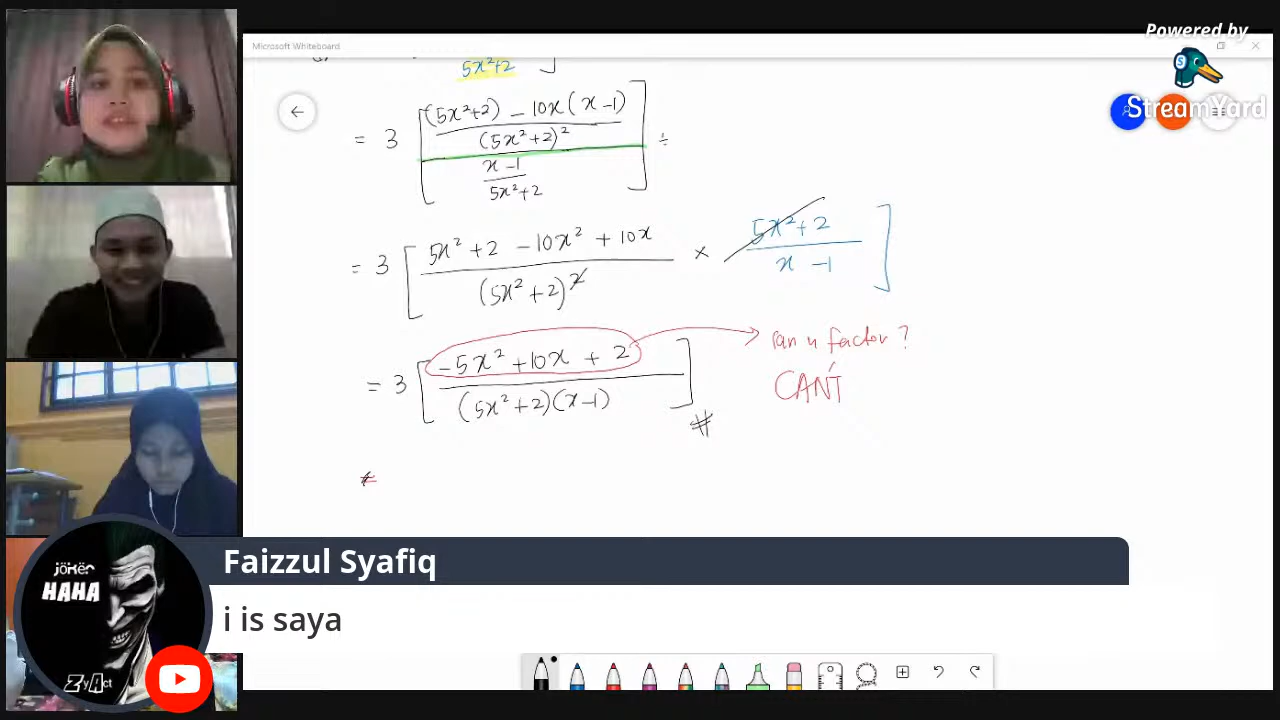 Powered by
StreamYard
Microsoft Whiteboard
5x²+2 ]
= 3 [ ((5x²+2) – 10x(x–1))/(5x²+2)² / (x–1)/(5x²+2) ] ÷
= 3 [ (5x²+2 –10x² +10x)/(5x²+2)² × (5x²+2)/(x –1) ]
= 3 [ (–5x² +10x + 2)/((5x²+2)(x–1)) ] #
can u factor?
CAN'T
Faizzul Syafiq
i is saya
jökêr
HAHA
ZyAct